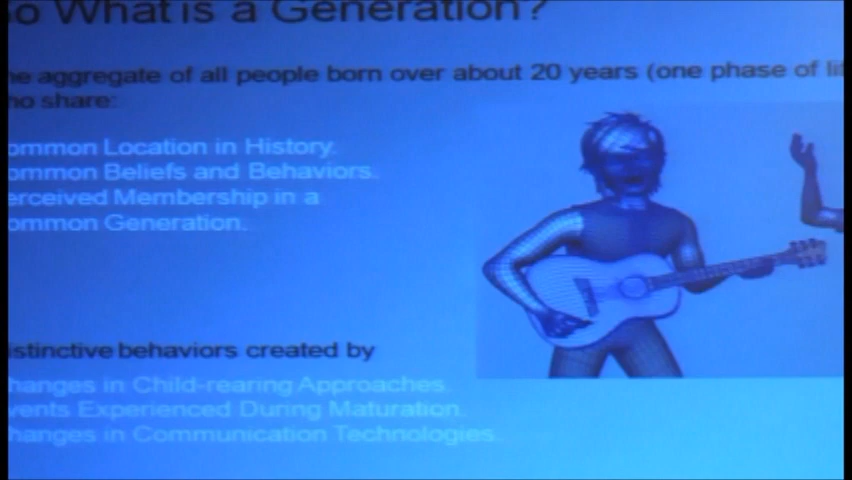 o What is a Generation?
he aggregate of all people born over about 20 years (one phase of lif
ho share:
ommon Location in History.
ommon Beliefs and Behaviors.
erceived Membership in a
ommon Generation.
istinctive behaviors created by
hanges in Child-rearing Approaches.
vents Experienced During Maturation.
hanges in Communication Technologies.